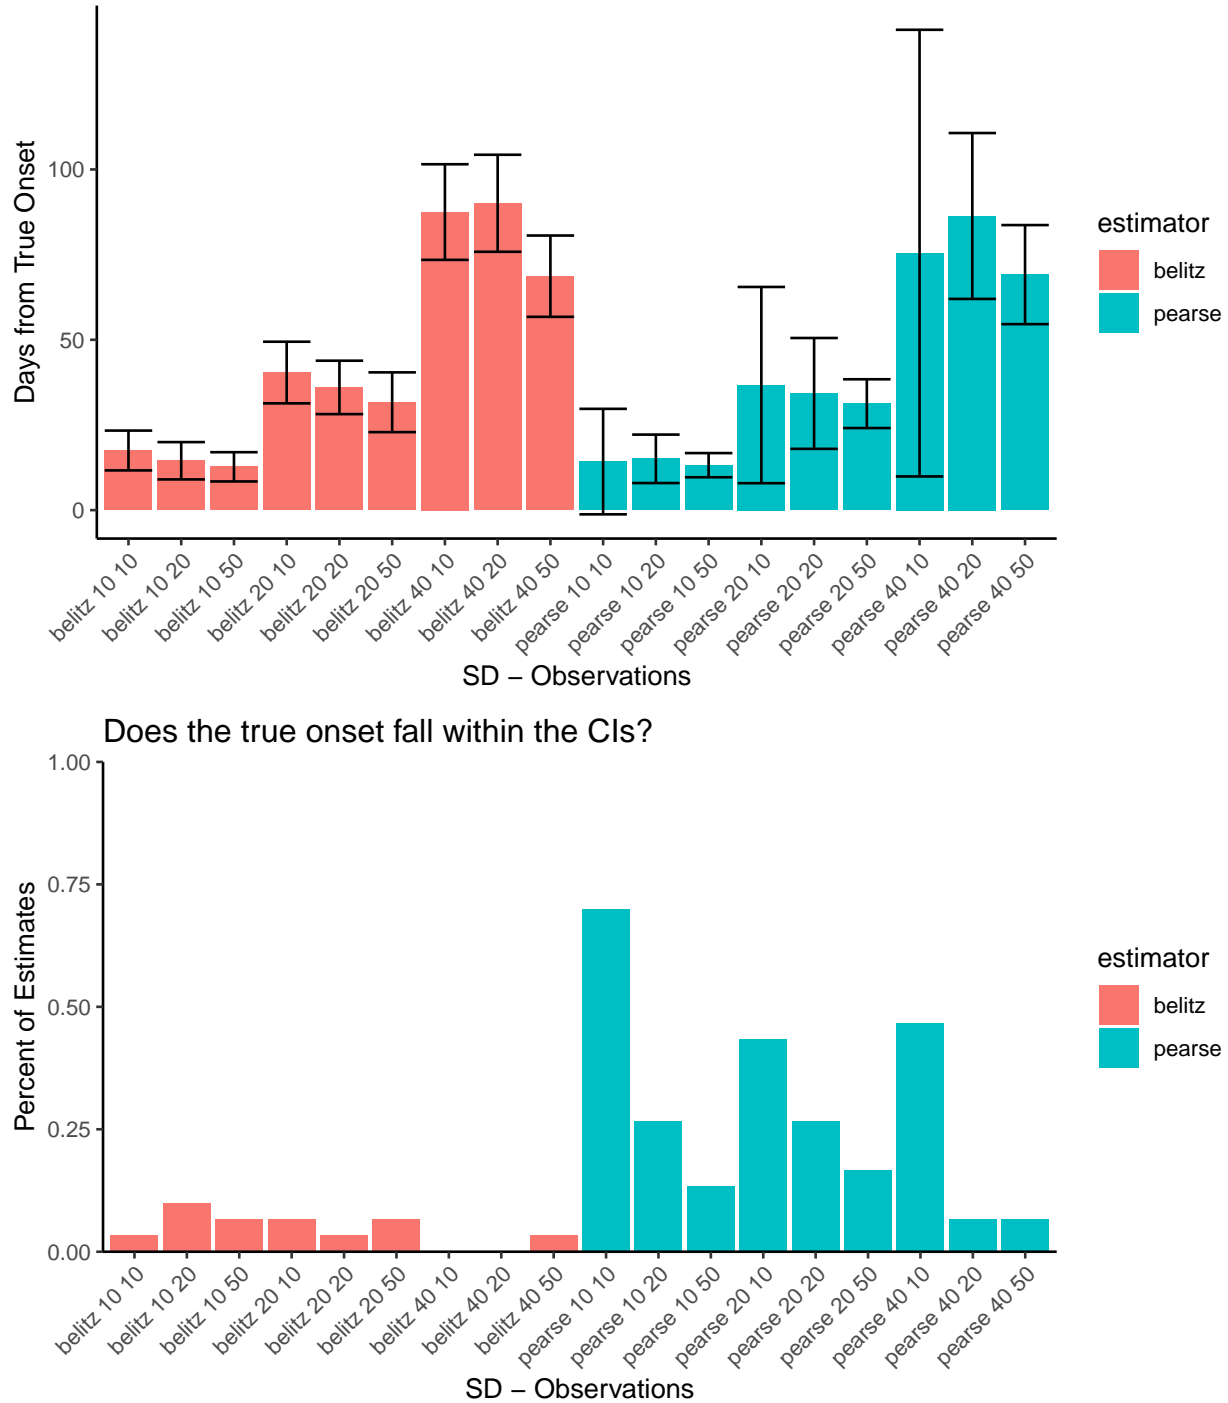 Days from True Onset
100
50
0
belitz 10 10
belitz 10 20
belitz 10 50
belitz 20 10
belitz 20 20
belitz 20 50
belitz 40 10
belitz 40 20
belitz 40 50
pearse 10 10
pearse 10 20
pearse 10 50
pearse 20 10
pearse 20 20
pearse 20 50
pearse 40 10
pearse 40 20
pearse 40 50
SD – Observations
estimator
belitz
pearse
Does the true onset fall within the CIs?
Percent of Estimates
1.00
0.75
0.50
0.25
0.00
belitz 10 10
belitz 10 20
belitz 10 50
belitz 20 10
belitz 20 20
belitz 20 50
belitz 40 10
belitz 40 20
belitz 40 50
pearse 10 10
pearse 10 20
pearse 10 50
pearse 20 10
pearse 20 20
pearse 20 50
pearse 40 10
pearse 40 20
pearse 40 50
SD – Observations
estimator
belitz
pearse